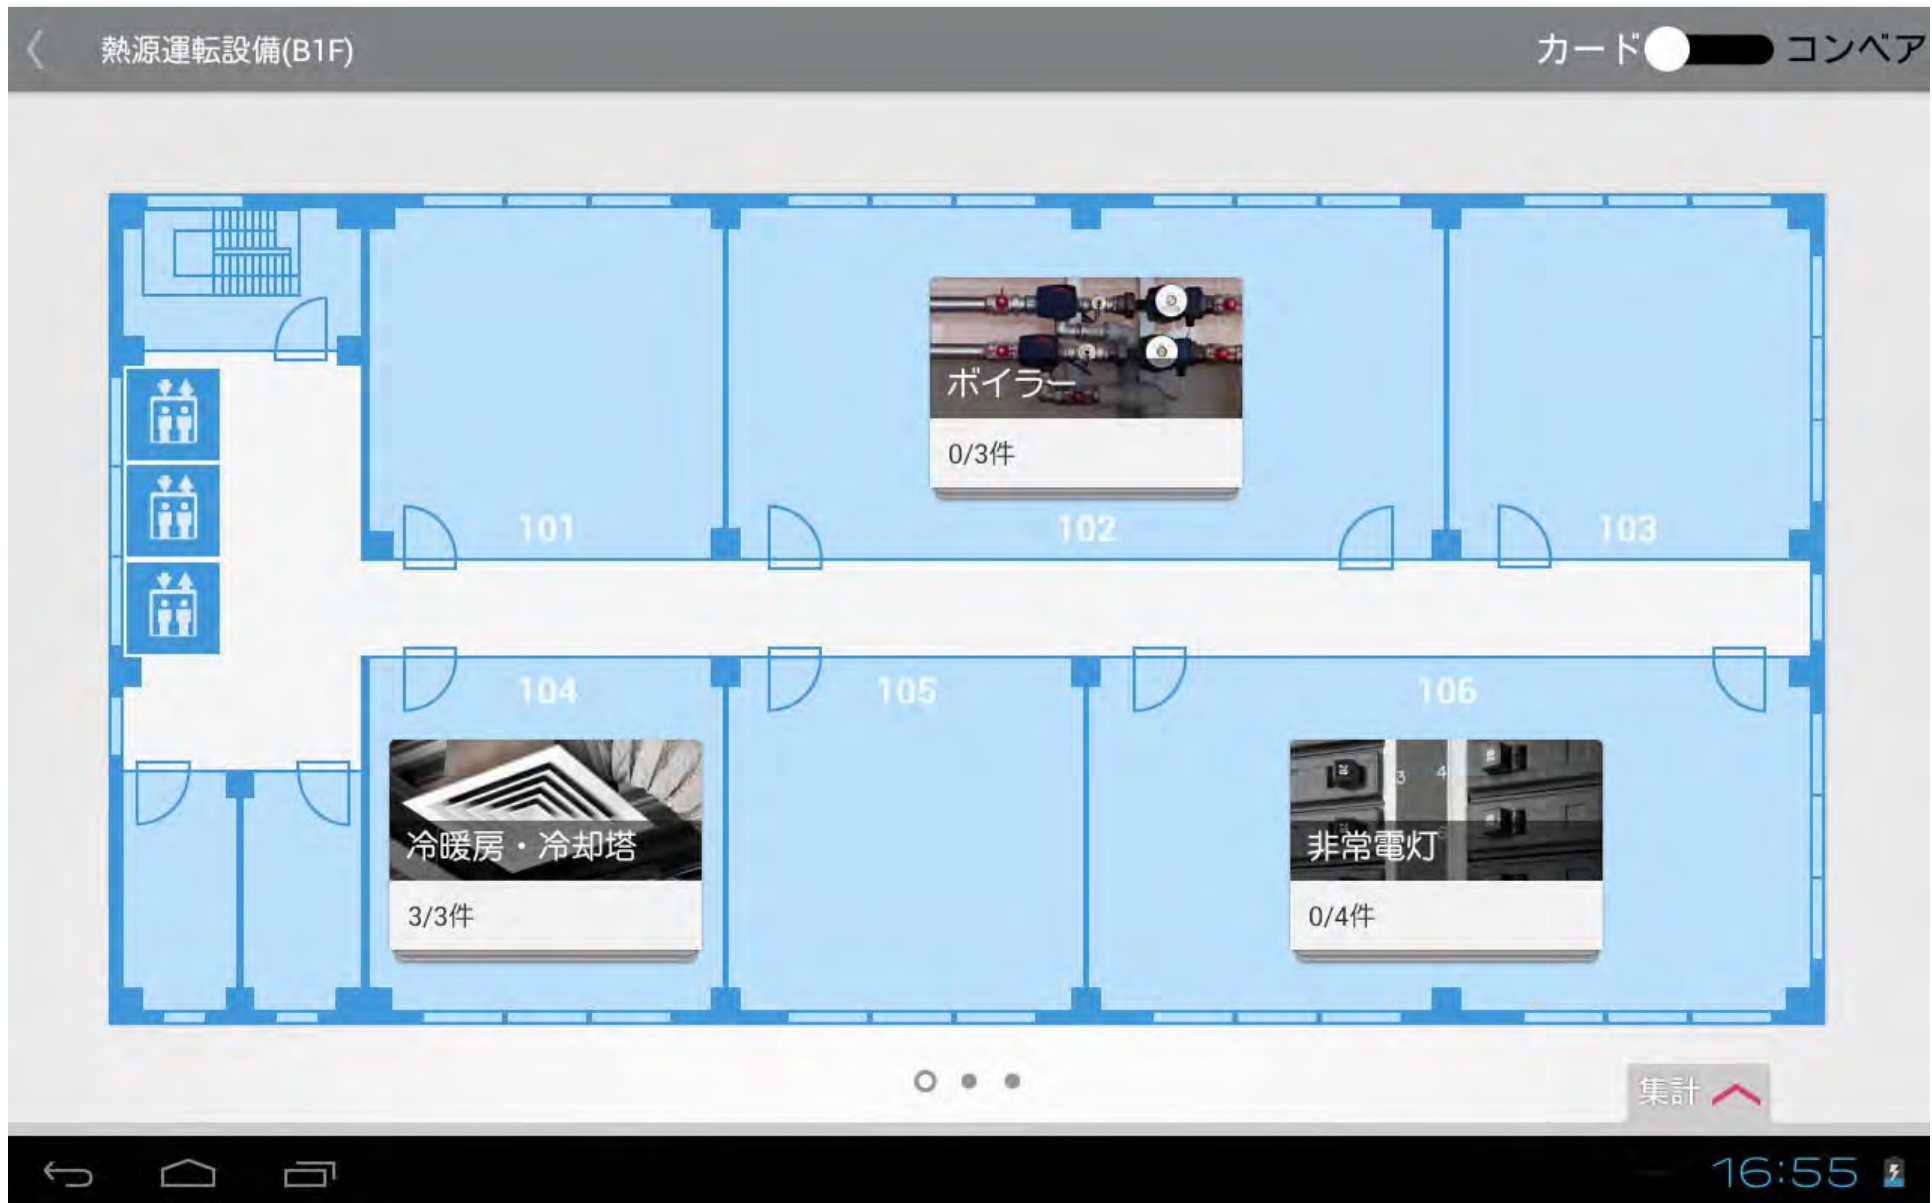 熱源運転設備(B1F)
カード コンベア
ボイラー
0/3件
101
102
103
104
105
106
冷暖房・冷却塔
3/3件
3 4
非常電灯
0/4件
集計
16:55